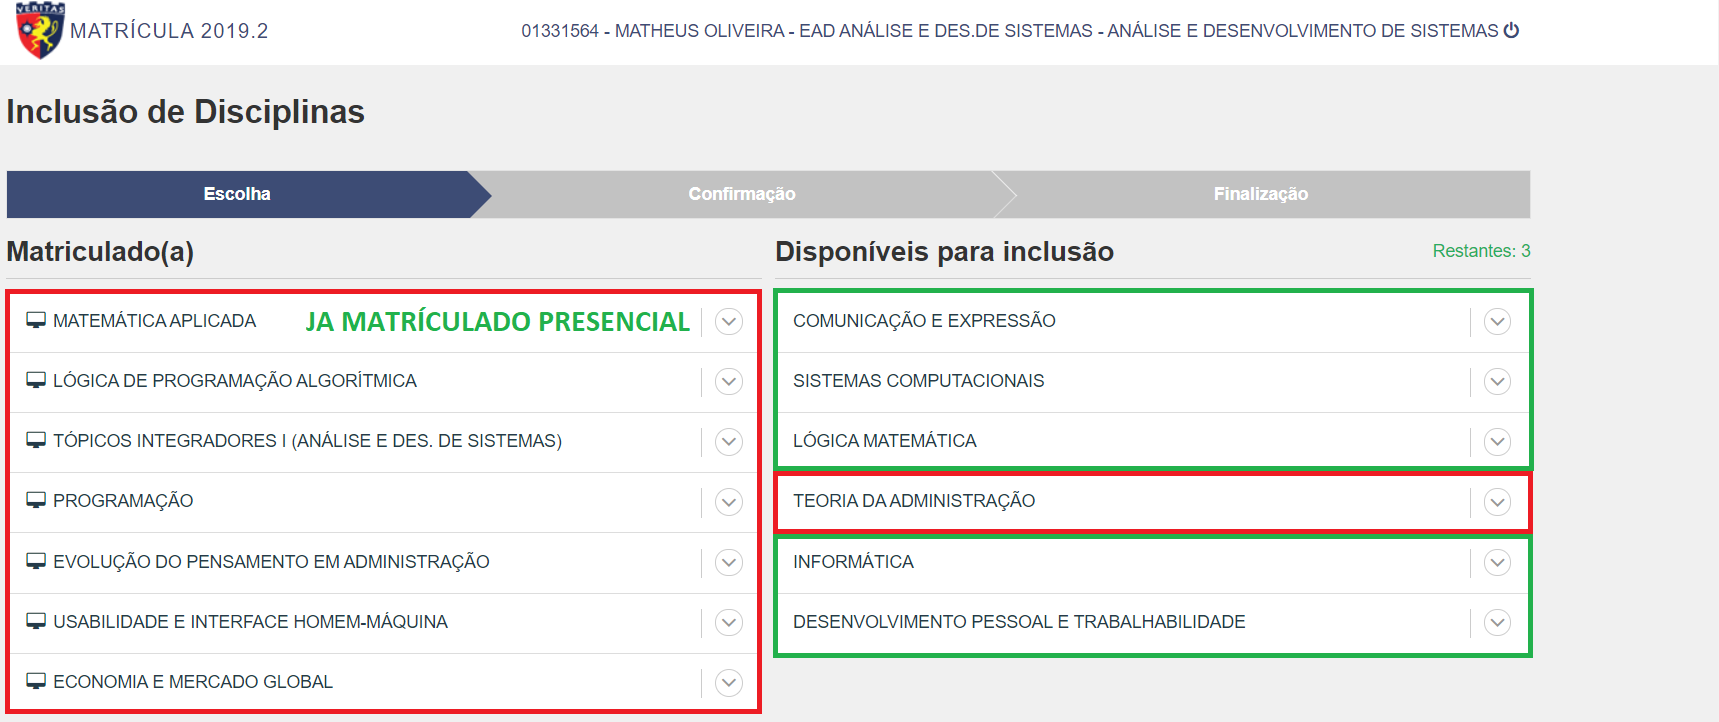 VERITAS
MATRÍCULA 2019.2
01331564 - MATHEUS OLIVEIRA - EAD ANÁLISE E DES.DE SISTEMAS - ANÁLISE E DESENVOLVIMENTO DE SISTEMAS
Inclusão de Disciplinas
Escolha
Confirmação
Finalização
Matriculado(a)
MATEMÁTICA APLICADA
JA MATRÍCULADO PRESENCIAL
LÓGICA DE PROGRAMAÇÃO ALGORÍTMICA
TÓPICOS INTEGRADORES I (ANÁLISE E DES. DE SISTEMAS)
PROGRAMAÇÃO
EVOLUÇÃO DO PENSAMENTO EM ADMINISTRAÇÃO
USABILIDADE E INTERFACE HOMEM-MÁQUINA
ECONOMIA E MERCADO GLOBAL
Disponíveis para inclusão
Restantes: 3
COMUNICAÇÃO E EXPRESSÃO
SISTEMAS COMPUTACIONAIS
LÓGICA MATEMÁTICA
TEORIA DA ADMINISTRAÇÃO
INFORMÁTICA
DESENVOLVIMENTO PESSOAL E TRABALHABILIDADE